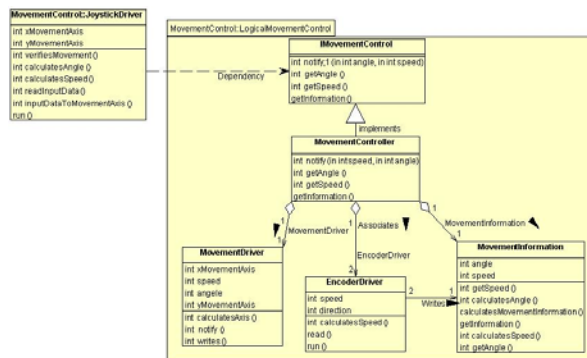 MovementControl::JoystickDriver
int xMovementAxis
int yMovementAxis
int verifiesMovement()
int calculatesAngle()
int calculatesSpeed()
int readInputData()
int inputDataToMovementAxis()
run()
MovementControl::LogicalMovementControl
IMovementControl
int notify;1 (in int angle, in int speed)
int getAngle()
int getSpeed()
getInformation()
Dependency
implements
MovementController
int notify(in int speed, in int angle)
int getAngle()
int getSpeed()
getInformation()
1
1
1
MovementDriver
Associates
MovementInformation
EncoderDriver
1
2
1
MovementDriver
int xMovementAxis
int speed
int angele
int yMovementAxis
int calculatesAxis()
int notify()
int writes()
EncoderDriver
int speed
int direction
int calculatesSpeed()
read()
run()
2
1
Writes
MovementInformation
int angle
int speed
int getSpeed()
int calculatesAngle()
calculatesMovementInformation()
getInformation()
int calculatesSpeed()
int getAngle()